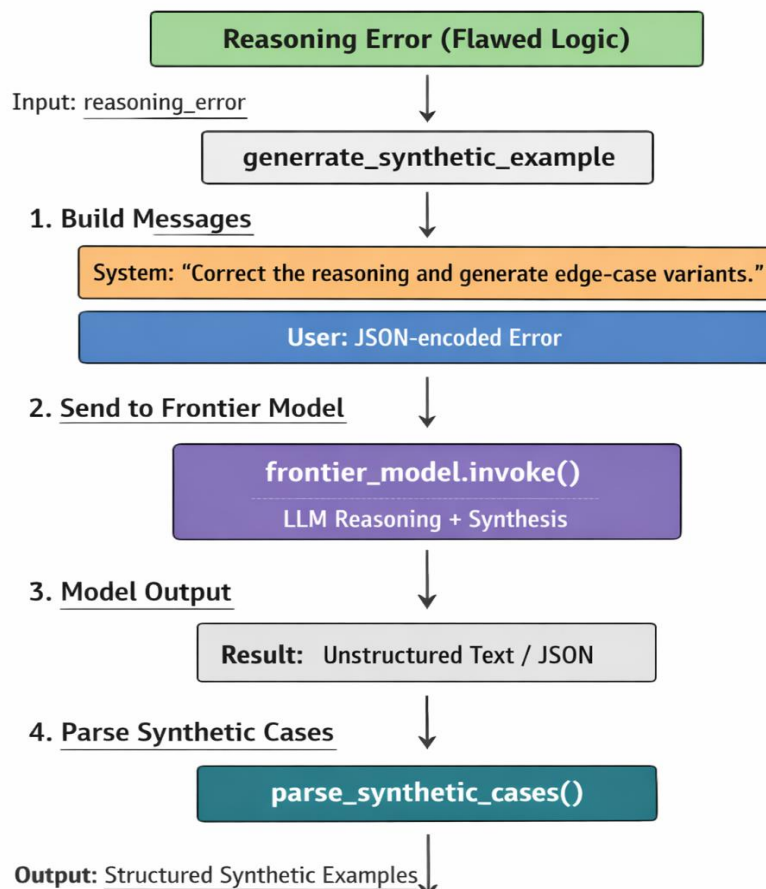 Reasoning Error (Flawed Logic)
Input: reasoning_error
generrate_synthetic_example
1. Build Messages
System: “Correct the reasoning and generate edge-case variants.”
User: JSON-encoded Error
2. Send to Frontier Model
frontier_model.invoke()
LLM Reasoning + Synthesis
3. Model Output
Result: Unstructured Text / JSON
4. Parse Synthetic Cases
parse_synthetic_cases()
Output: Structured Synthetic Examples